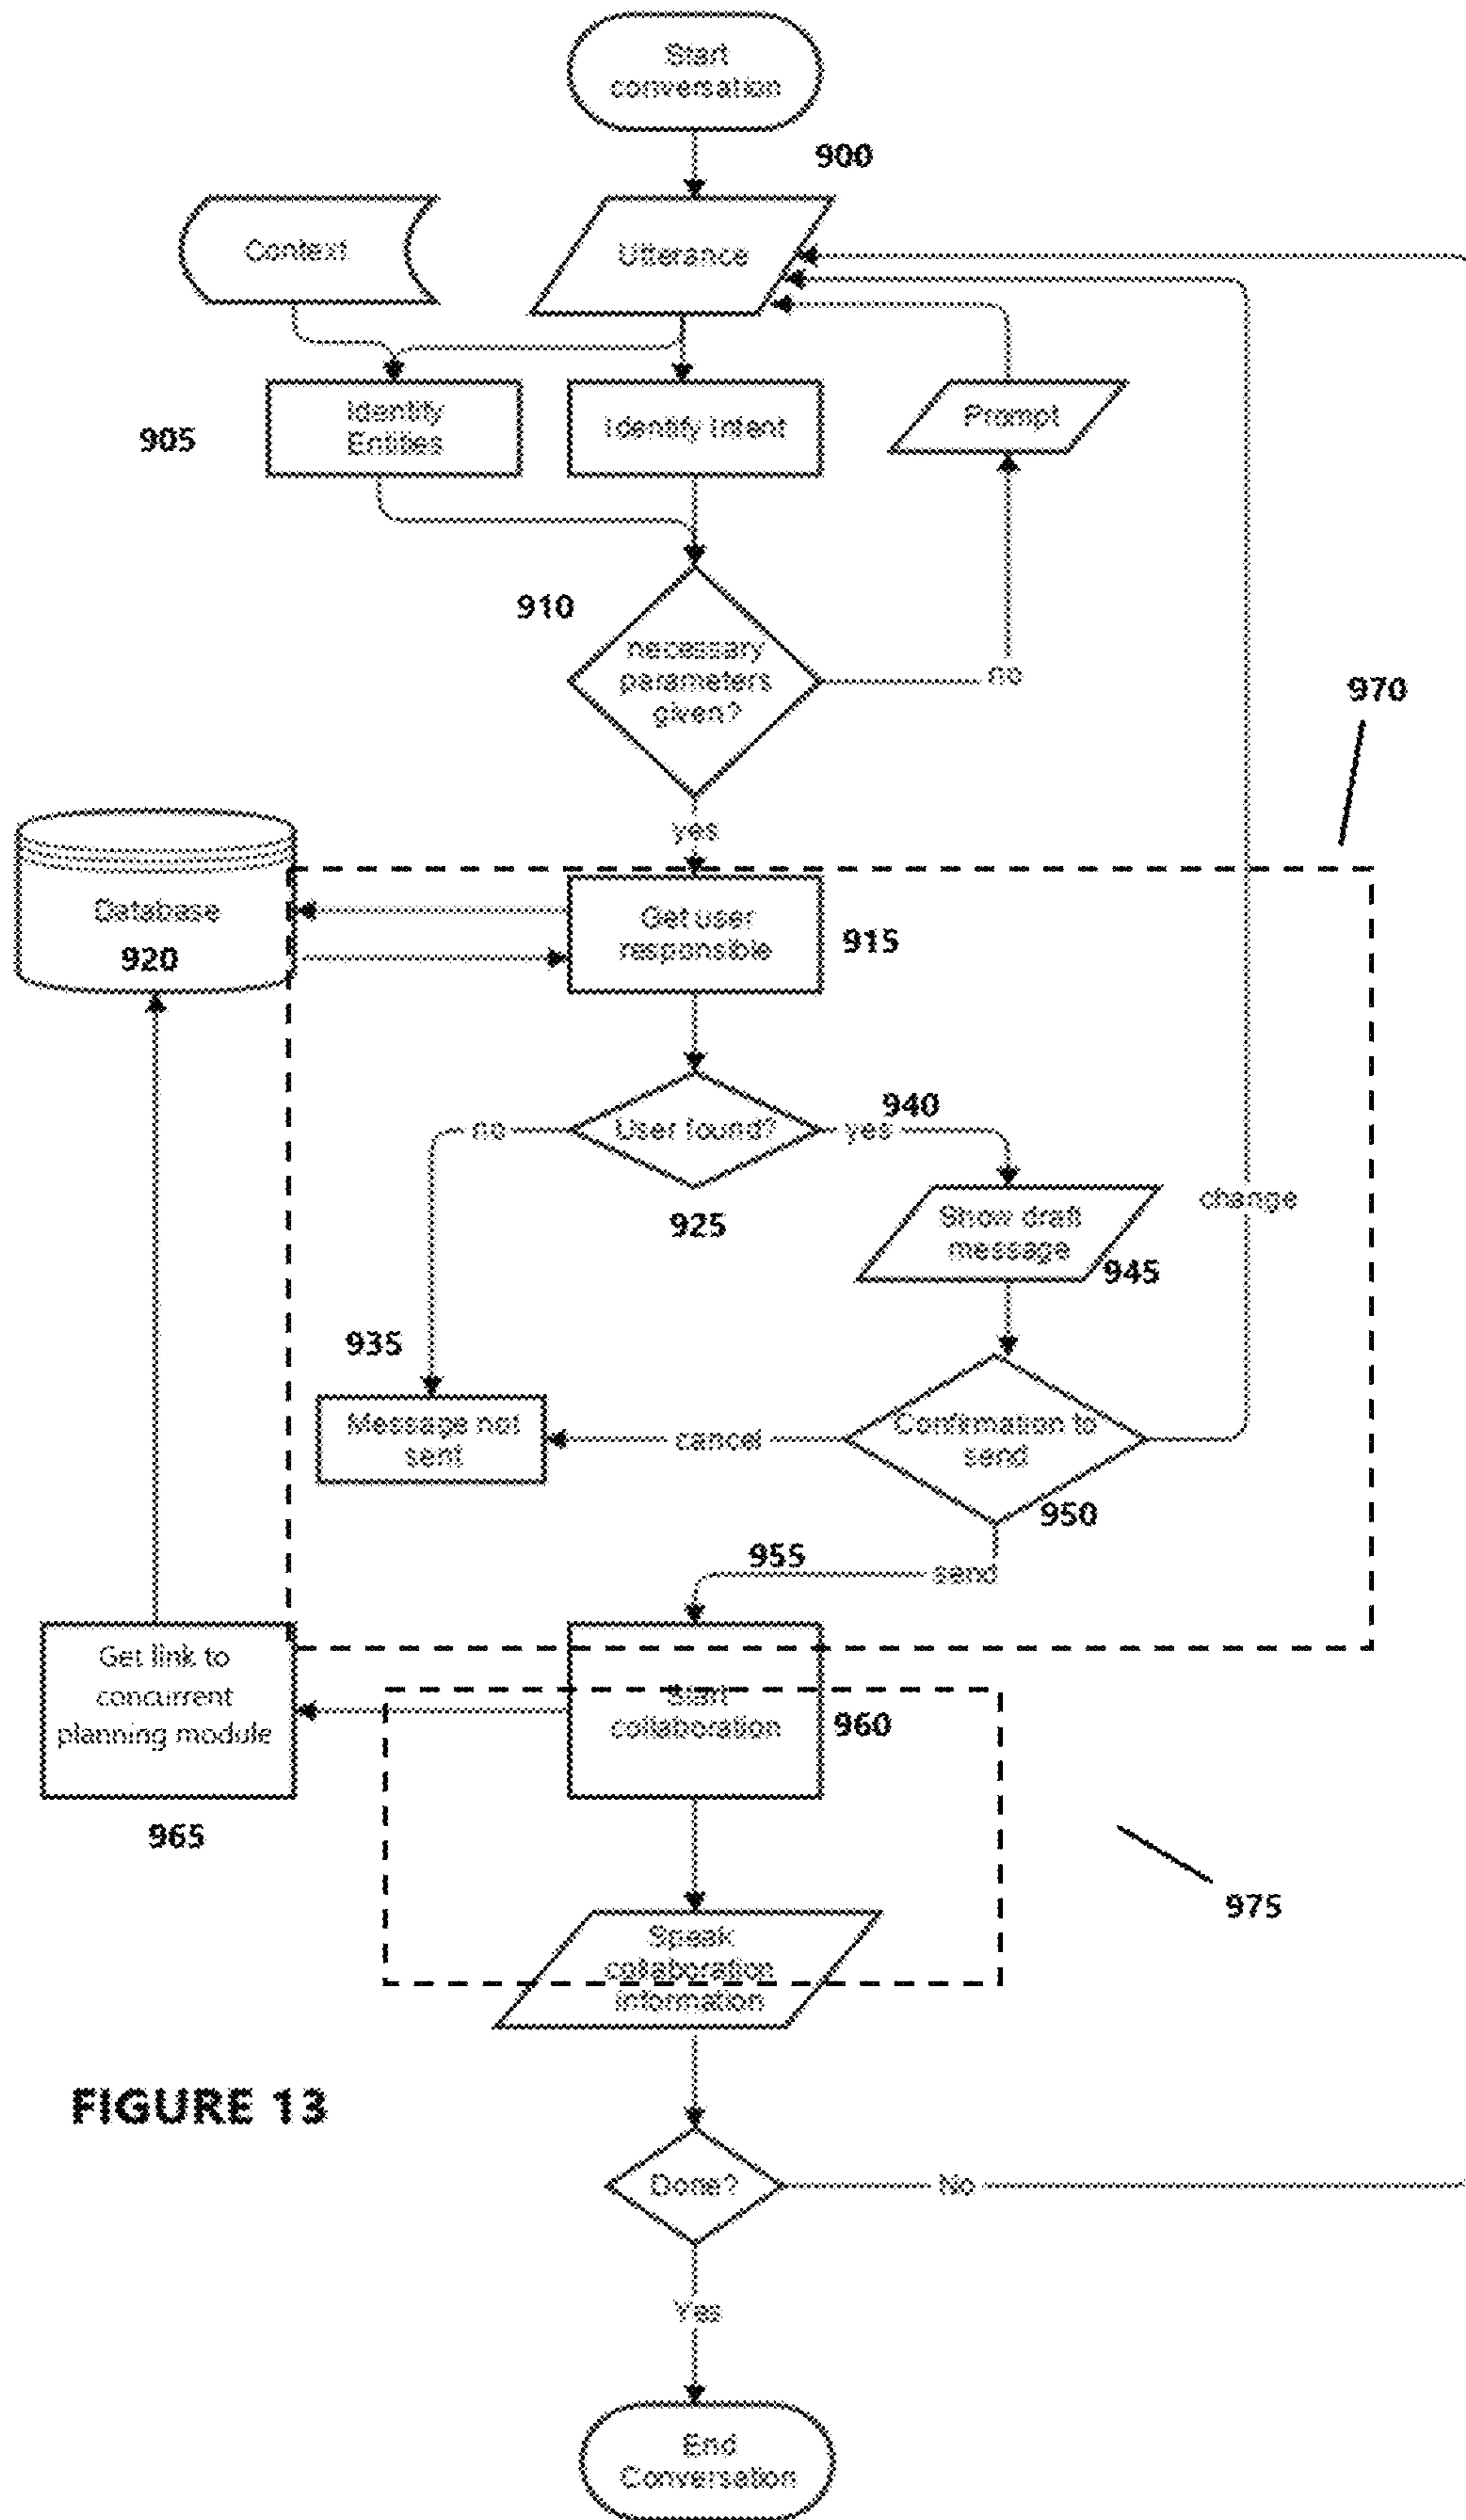 Start
conversation
900
Context
Utterance
905
Identify
Entities
Identify Intent
Prompt
910
necessary
parameters
given?
no
970
yes
Database
920
Get user
responsible
915
no
User found?
yes
940
925
Show draft
message
945
change
935
Message not
sent
cancel
Confirmation to
send
950
955
send
Get link to
concurrent
planning module
965
Start
collaboration
960
975
Speak
collaboration
information
FIGURE 13
Done?
No
Yes
End
Conversation